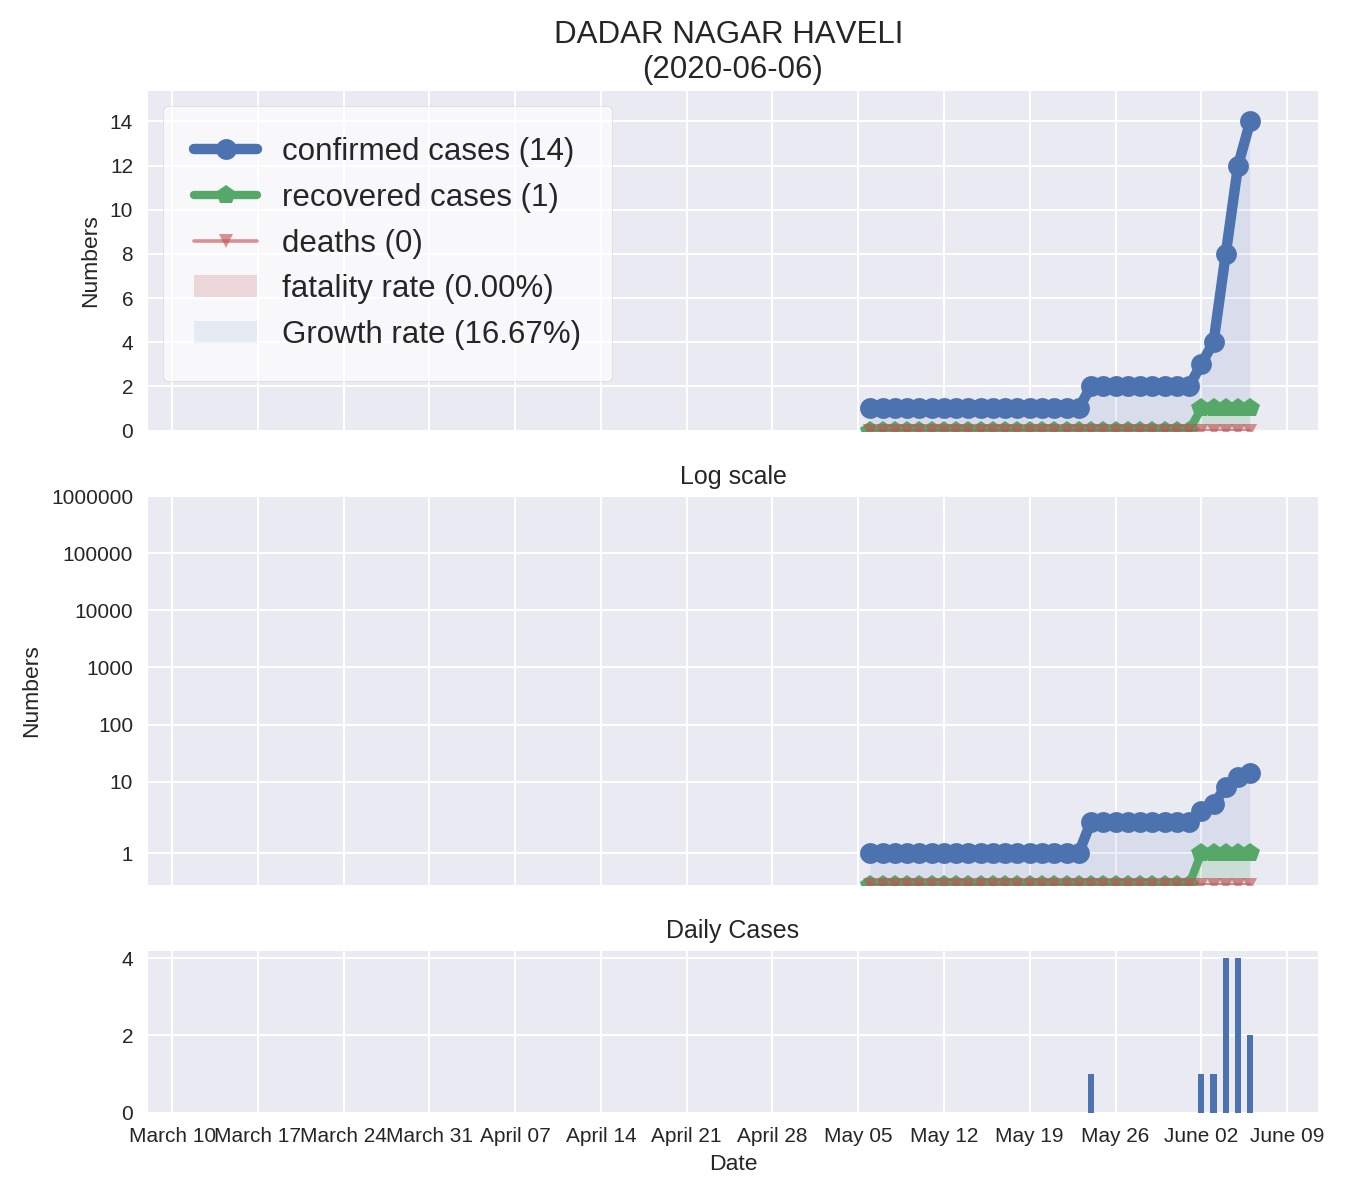 DADAR NAGAR HAVELI
(2020-06-06)
14
12
10
8
6
4
2
0
Numbers
confirmed cases (14)
recovered cases (1)
deaths (0)
fatality rate (0.00%)
Growth rate (16.67%)
Log scale
1000000
100000
10000
1000
100
10
1
Numbers
Daily Cases
4
2
0
March 10 March 17 March 24 March 31 April 07 April 14 April 21 April 28 May 05 May 12 May 19 May 26 June 02 June 09
Date